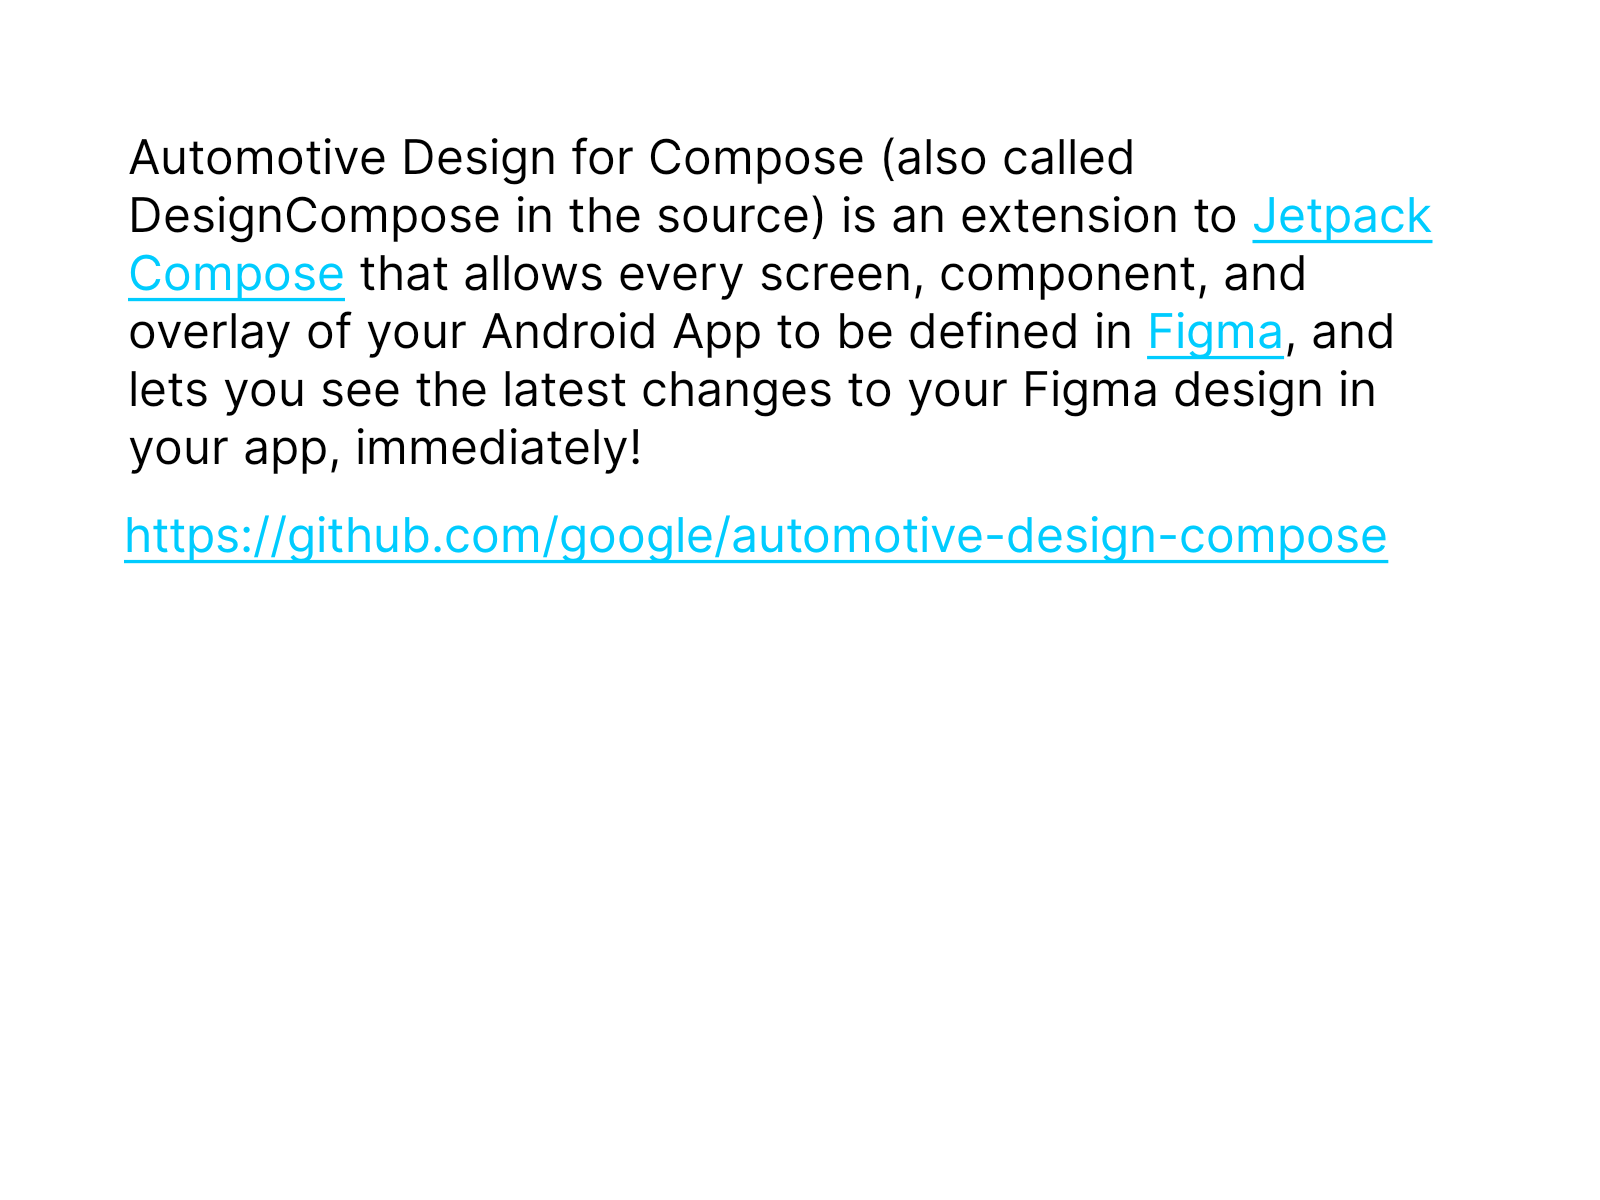 Automotive Design for Compose (also called
DesignCompose in the source) is an extension to Jetpack
Compose that allows every screen, component, and
overlay of your Android App to be defined in Figma, and
lets you see the latest changes to your Figma design in
your app, immediately!
https://github.com/google/automotive-design-compose